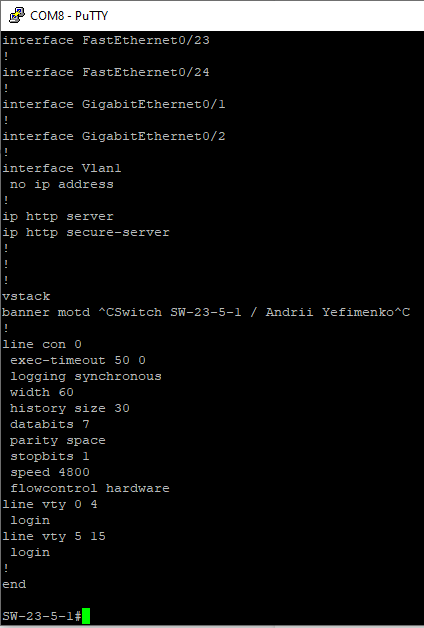 COM8 - PuTTY
interface FastEthernet0/23
!
interface FastEthernet0/24
!
interface GigabitEthernet0/1
!
interface GigabitEthernet0/2
!
interface Vlan1
 no ip address
!
ip http server
ip http secure-server
!
!
!
vstack
banner motd ^CSwitch SW-23-5-1 / Andrii Yefimenko^C
!
line con 0
 exec-timeout 50 0
 logging synchronous
 width 60
 history size 30
 databits 7
 parity space
 stopbits 1
 speed 4800
 flowcontrol hardware
line vty 0 4
 login
line vty 5 15
 login
!
end
SW-23-5-1#